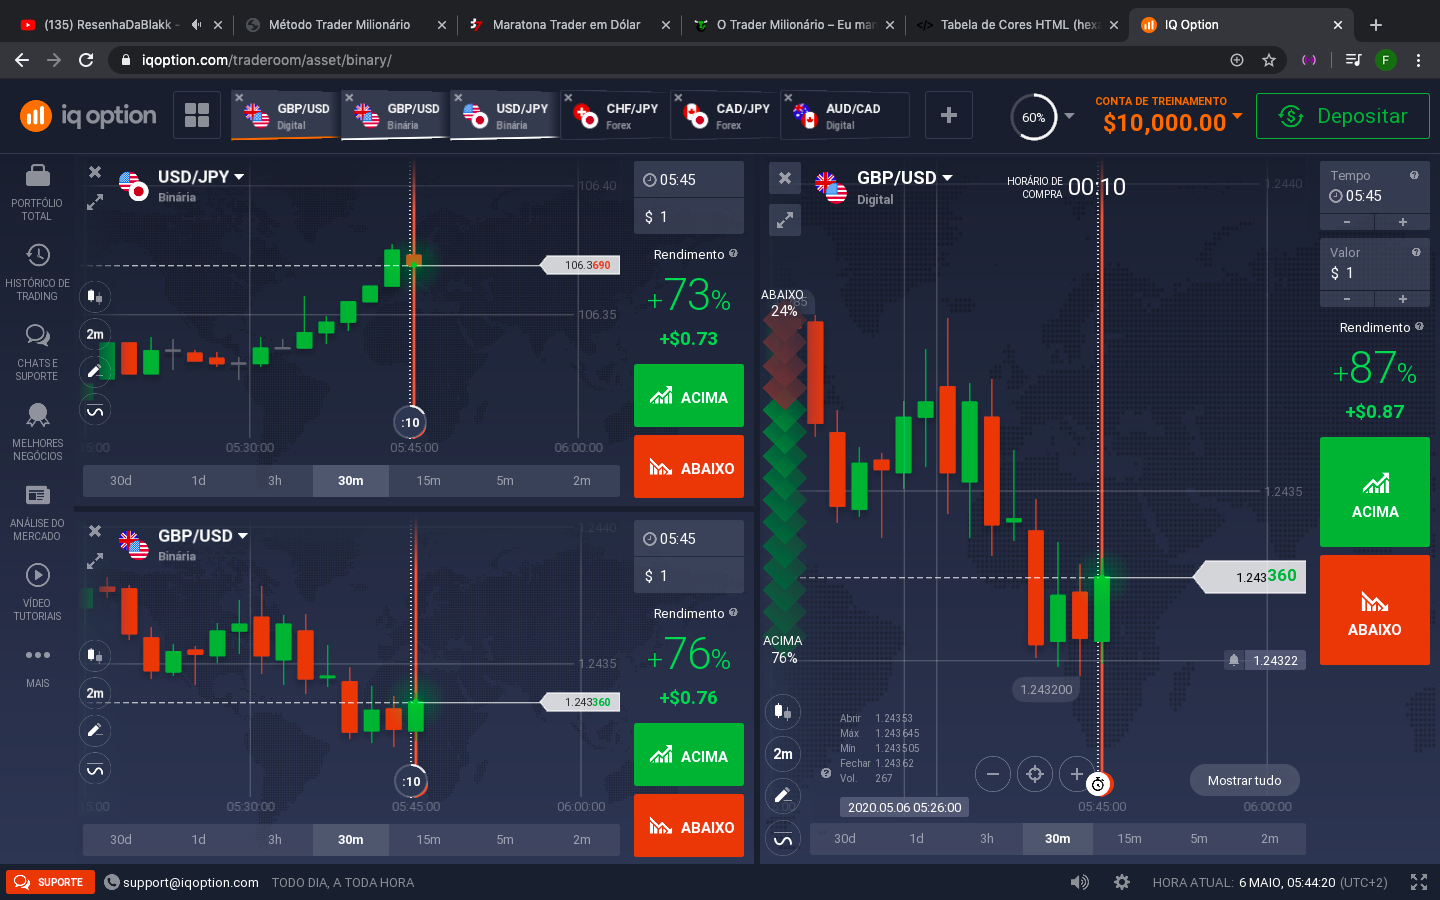 (135) ResenhaDaBlakk -
Método Trader Milionário
Maratona Trader em Dólar
O Trader Milionário – Eu mar
Tabela de Cores HTML (hexa
IQ Option
iqoption.com/traderoom/asset/binary/
F
iq option
GBP/USD
Digital
GBP/USD
Binária
USD/JPY
Binária
CHF/JPY
Forex
CAD/JPY
Forex
AUD/CAD
Digital
60%
CONTA DE TREINAMENTO
$10,000.00
Depositar
PORTFÓLIO
TOTAL
HISTÓRICO DE
TRADING
CHATS E
SUPORTE
MELHORES
NEGÓCIOS
ANÁLISE DO
MERCADO
VÍDEO
TUTORIAIS
MAIS
USD/JPY
Binária
106.40
106.3690
106.35
2m
:10
15:00
05:30:00
05:45:00
06:00:00
30d
1d
3h
30m
15m
5m
2m
05:45
$ 1
Rendimento
+73%
+$0.73
ACIMA
ABAIXO
GBP/USD
Binária
1.2440
1.2435
1.243360
2m
:10
15:00
05:30:00
05:45:00
06:00:00
30d
1d
3h
30m
15m
5m
2m
05:45
$ 1
Rendimento
+76%
+$0.76
ACIMA
ABAIXO
GBP/USD
Digital
HORÁRIO DE
COMPRA
00:10
1.2440
ABAIXO
24%
1.2435
1.243360
ACIMA
76%
1.24322
1.243200
2m
Abrir 1.24353
Máx 1.243645
Mín 1.243505
Fechar 1.24362
Vol. 267
Mostrar tudo
2020.05.06 05:26:00
05:45:00
06:00:00
30d
1d
3h
30m
15m
5m
2m
Tempo
05:45
- +
Valor
$ 1
- +
Rendimento
+87%
+$0.87
ACIMA
ABAIXO
SUPORTE
support@iqoption.com
TODO DIA, A TODA HORA
HORA ATUAL: 6 MAIO, 05:44:20 (UTC+2)